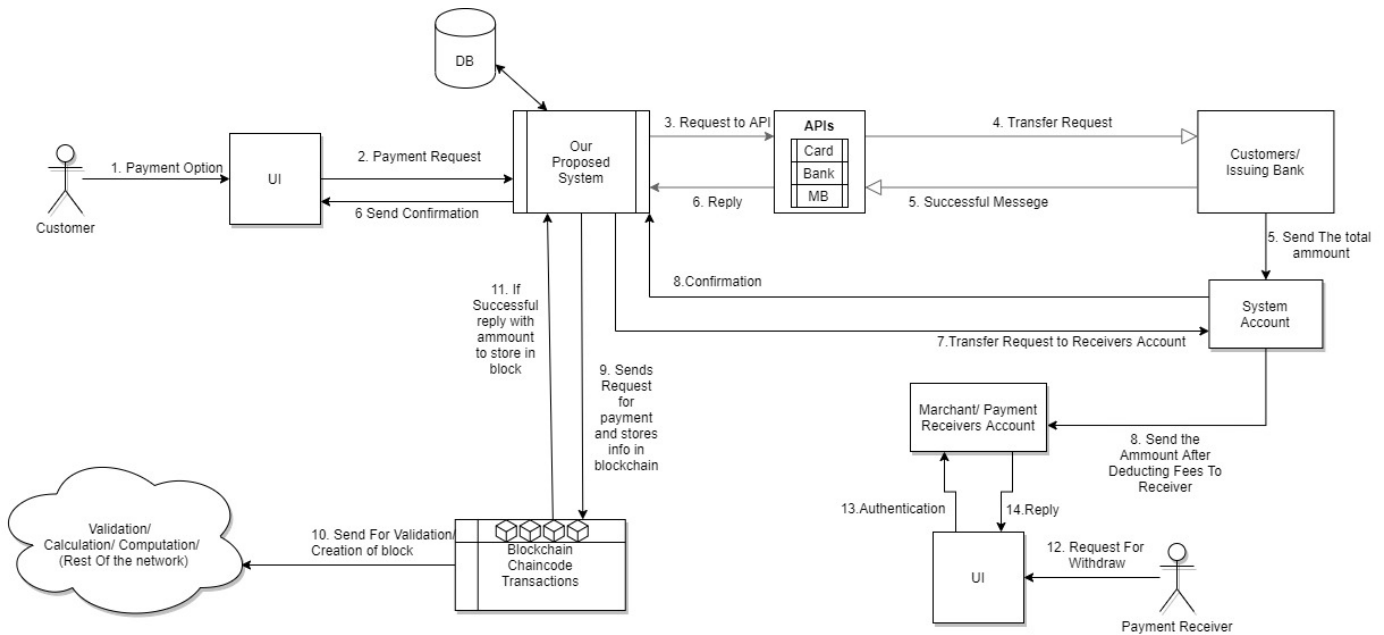 DB
3. Request to API
APIs
Card
Bank
MB
4. Transfer Request
Customers/
Issuing Bank
Our
Proposed
System
1. Payment Option
UI
2. Payment Request
6 Send Confirmation
6. Reply
5. Successful Messege
Customer
5. Send The total
ammount
8.Confirmation
System
Account
7.Transfer Request to Receivers Account
11. If
Successful
reply with
ammount
to store in
block
9. Sends
Request
for
payment
and stores
info in
blockchain
Marchant/ Payment
Receivers Account
8. Send the
Ammount After
Deducting Fees To
Receiver
13.Authentication
14.Reply
Validation/
Calculation/ Computation/
(Rest Of the network)
10. Send For Validation/
Creation of block
Blockchain
Chaincode
Transactions
UI
12. Request For
Withdraw
Payment Receiver